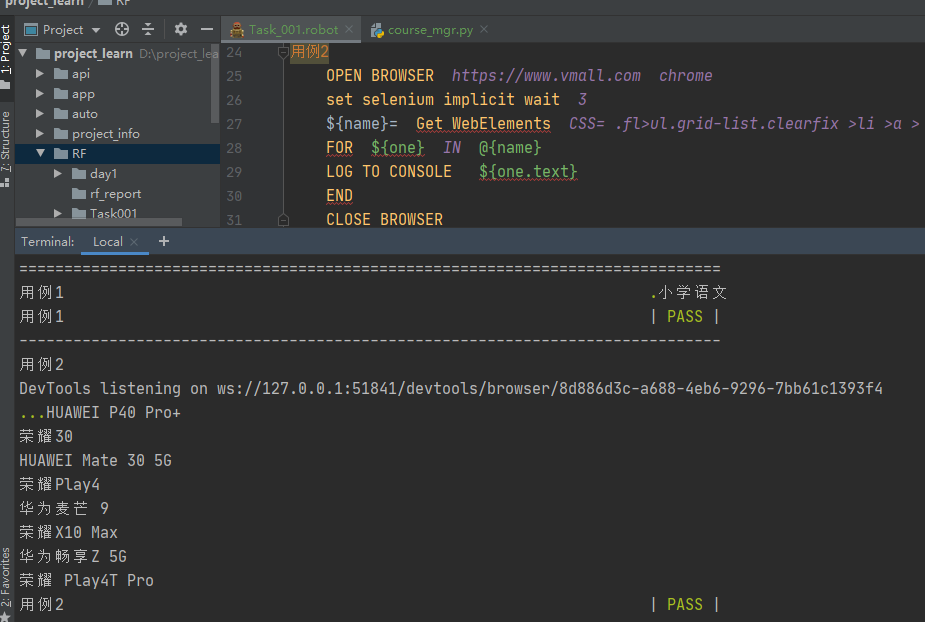 project_learn RF
1: Project
Project
Task_001.robot
course_mgr.py
project_learn D:\project_lea
api
app
auto
project_info
RF
day1
rf_report
Task001
7: Structure
2: Favorites
24 用例2
25 OPEN BROWSER https://www.vmall.com chrome
26 set selenium implicit wait 3
27 ${name}= Get WebElements CSS= .fl>ul.grid-list.clearfix >li >a >
28 FOR ${one} IN @{name}
29 LOG TO CONSOLE ${one.text}
30 END
31 CLOSE BROWSER
Terminal: Local +
==============================================================================
用例1 .小学语文
用例1 | PASS |
------------------------------------------------------------------------------
用例2
DevTools listening on ws://127.0.0.1:51841/devtools/browser/8d886d3c-a688-4eb6-9296-7bb61c1393f4
...HUAWEI P40 Pro+
荣耀30
HUAWEI Mate 30 5G
荣耀Play4
华为麦芒 9
荣耀X10 Max
华为畅享Z 5G
荣耀 Play4T Pro
用例2 | PASS |